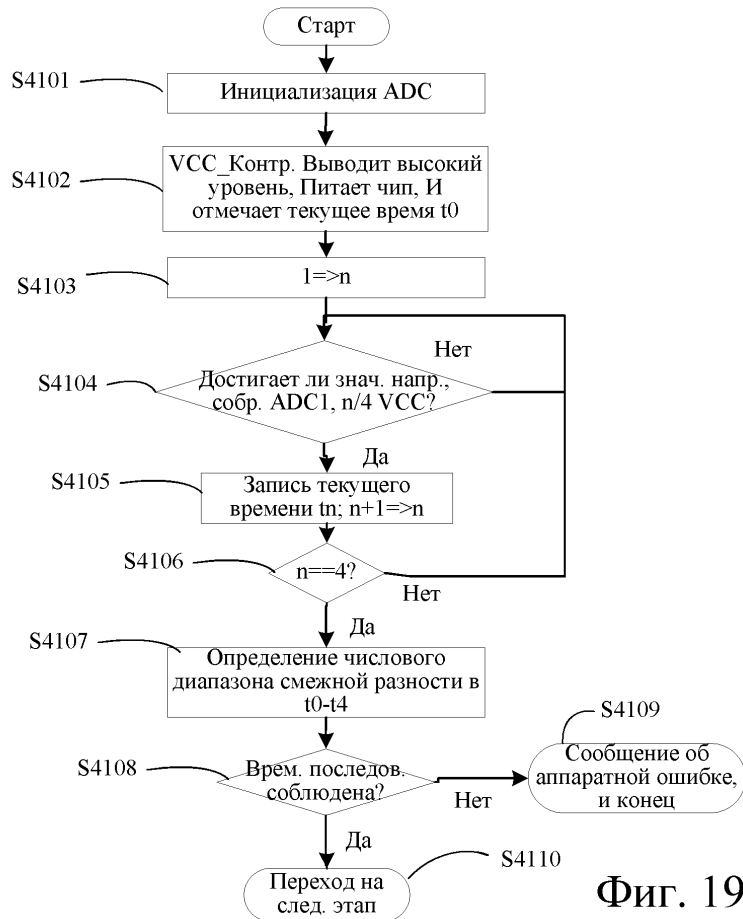 Старт
S4101
Инициализация ADC
S4102
VCC_Контр. Выводит высокий
уровень, Питает чип, И
отмечает текущее время t0
S4103
1=>n
Нет
S4104
Достигает ли знач. напр.,
собр. ADC1, n/4 VCC?
Да
S4105
Запись текущего
времени tn; n+1=>n
S4106
n==4?
Нет
Да
S4107
Определение числового
диапазона смежной разности в
t0-t4
S4109
S4108
Врем. последов.
соблюдена?
Нет
Сообщение об
аппаратной ошибке,
и конец
Да
S4110
Переход на
след. этап
Фиг. 19